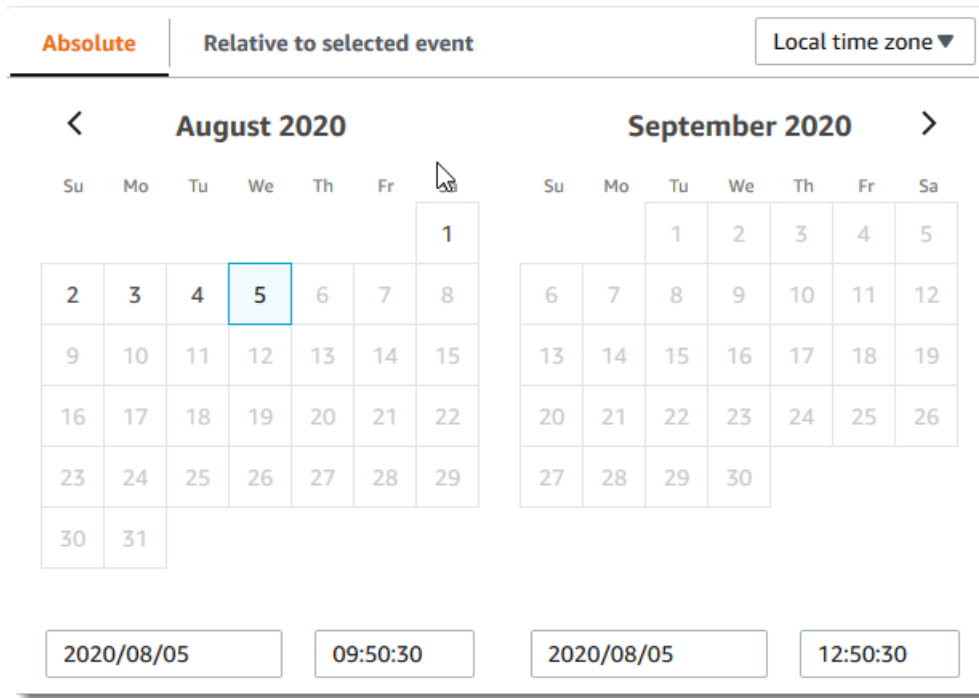 Absolute Relative to selected event Local time zone
August 2020 September 2020
Su Mo Tu We Th Fr Su Mo Tu We Th Fr Sa
1 1 2 3 4 5
2 3 4 5 6 7 8 6 7 8 9 10 11 12
9 10 11 12 13 14 15 13 14 15 16 17 18 19
16 17 18 19 20 21 22 20 21 22 23 24 25 26
23 24 25 26 27 28 29 27 28 29 30
30 31
2020/08/05 09:50:30 2020/08/05 12:50:30